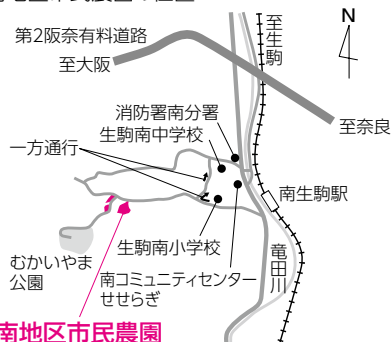 第2阪奈有料道路
至大阪
至生駒
N
消防署南分署
生駒南中学校
至奈良
一方通行
南生駒駅
生駒南小学校
むかいやま
公園
南コミュニティセンター
せせらぎ
竜田川
南地区市民農園